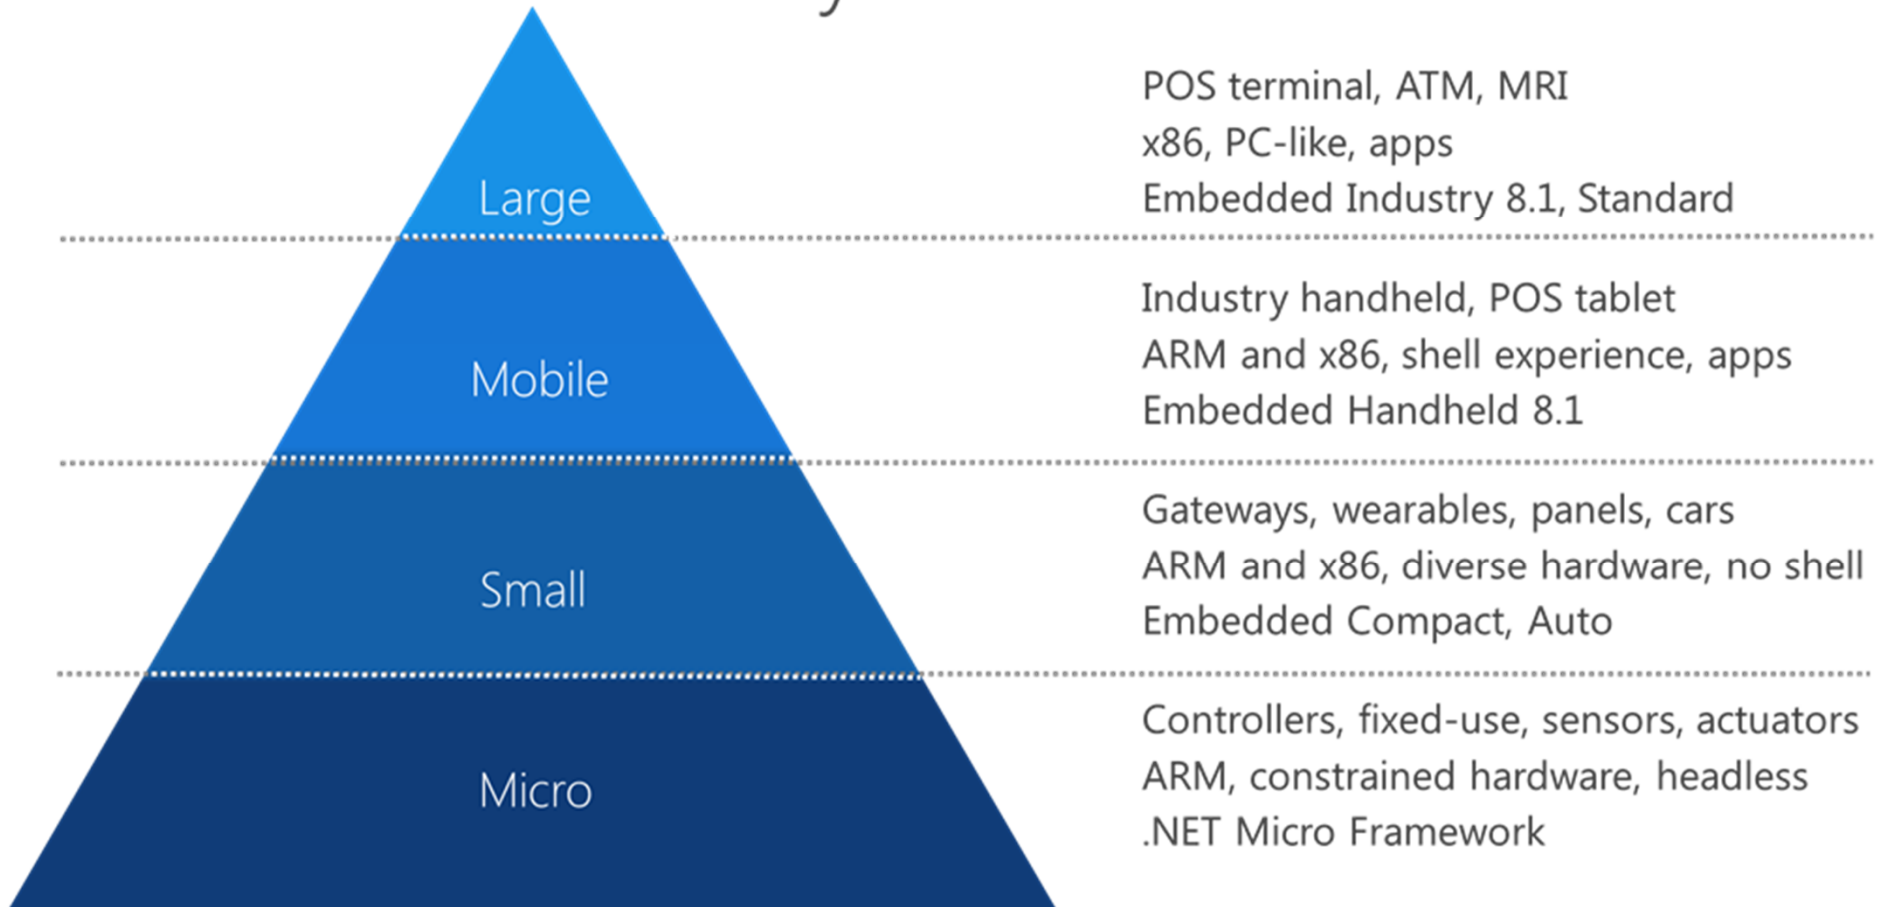 Large
POS terminal, ATM, MRI
x86, PC-like, apps
Embedded Industry 8.1, Standard
Mobile
Industry handheld, POS tablet
ARM and x86, shell experience, apps
Embedded Handheld 8.1
Small
Gateways, wearables, panels, cars
ARM and x86, diverse hardware, no shell
Embedded Compact, Auto
Micro
Controllers, fixed-use, sensors, actuators
ARM, constrained hardware, headless
.NET Micro Framework